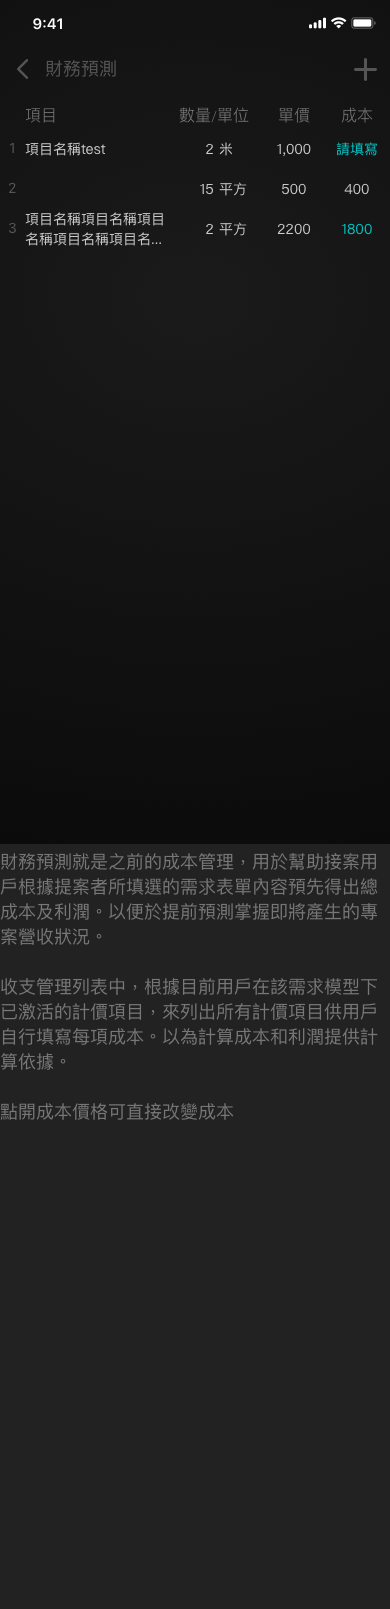 9:41
財務預測
項目 數量/單位 單價 成本
1 項目名稱test 2 米 1,000 請填寫
2 15 平方 500 400
3 項目名稱項目名稱項目 2 平方 2200 1800
名稱項目名稱項目名...
財務預測就是之前的成本管理，用於幫助接案用
戶根據提案者所填選的需求表單內容預先得出總
成本及利潤。以便於提前預測掌握即將產生的專
案營收狀況。
收支管理列表中，根據目前用戶在該需求模型下
已激活的計價項目，來列出所有計價項目供用戶
自行填寫每項成本。以為計算成本和利潤提供計
算依據。
點開成本價格可直接改變成本